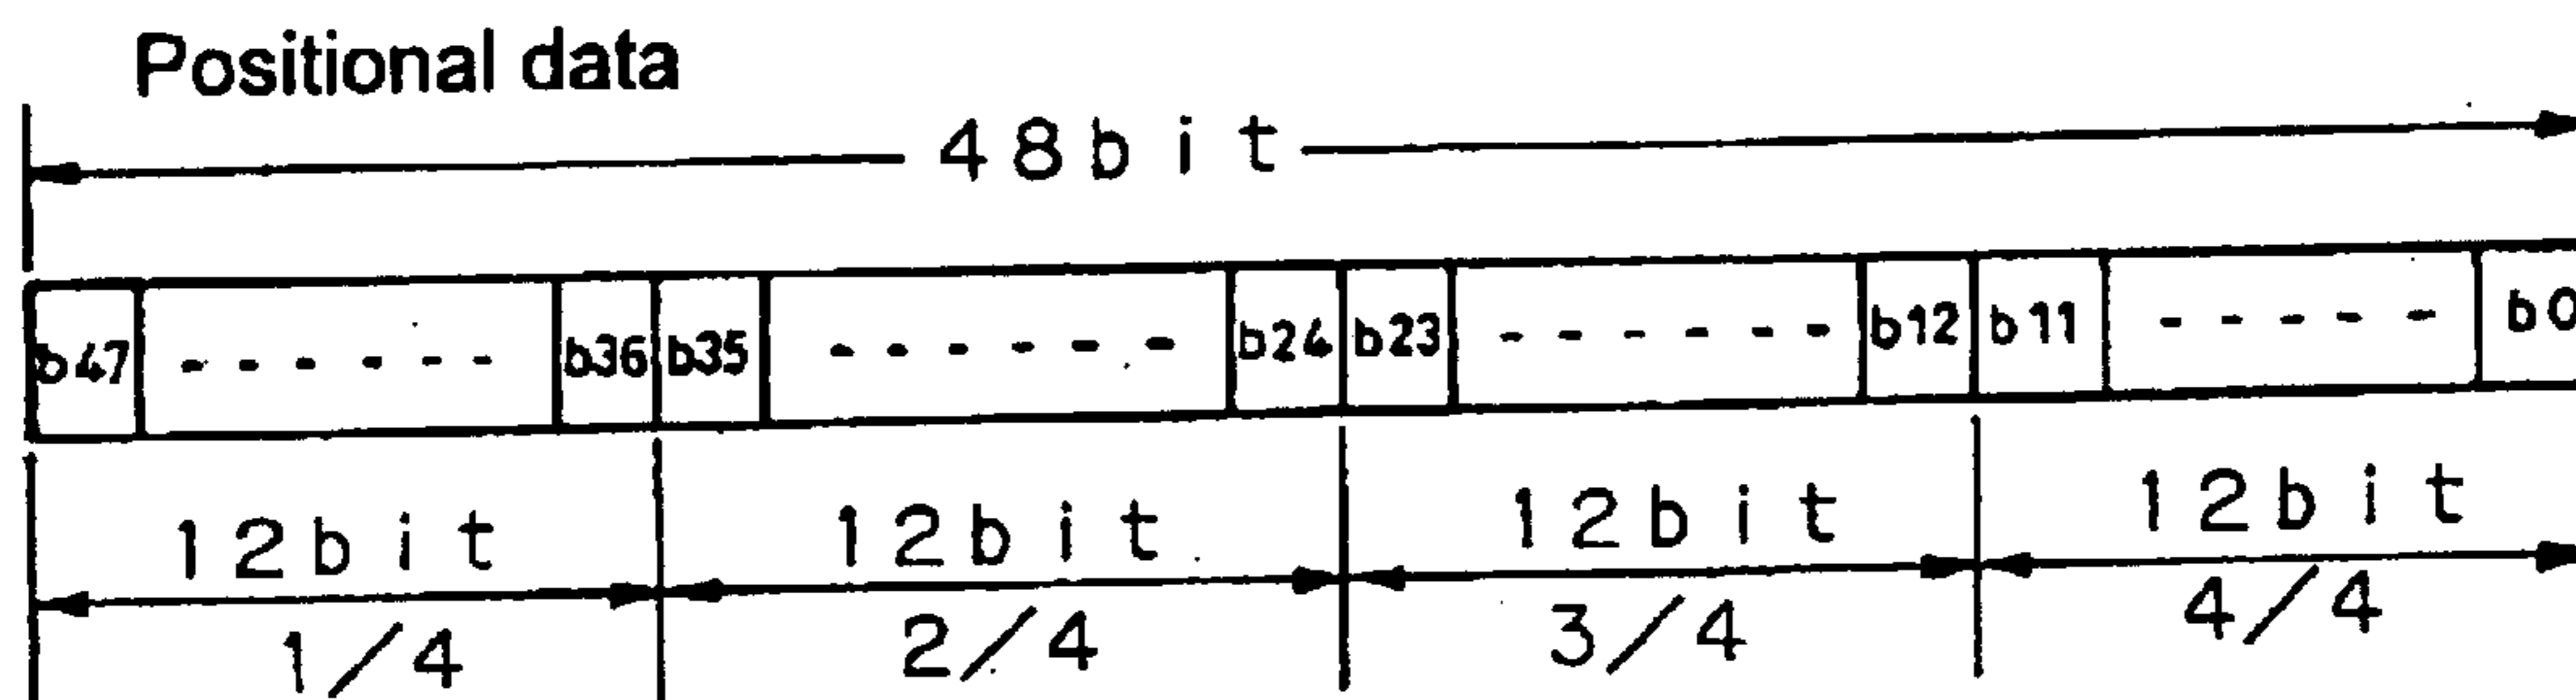 Positional data
48bit
b47 - - - - - - b36 b35 - - - - - - b24 b23 - - - - - - b12 b11 - - - - - b0
12bit 12bit 12bit 12bit
1/4 2/4 3/4 4/4